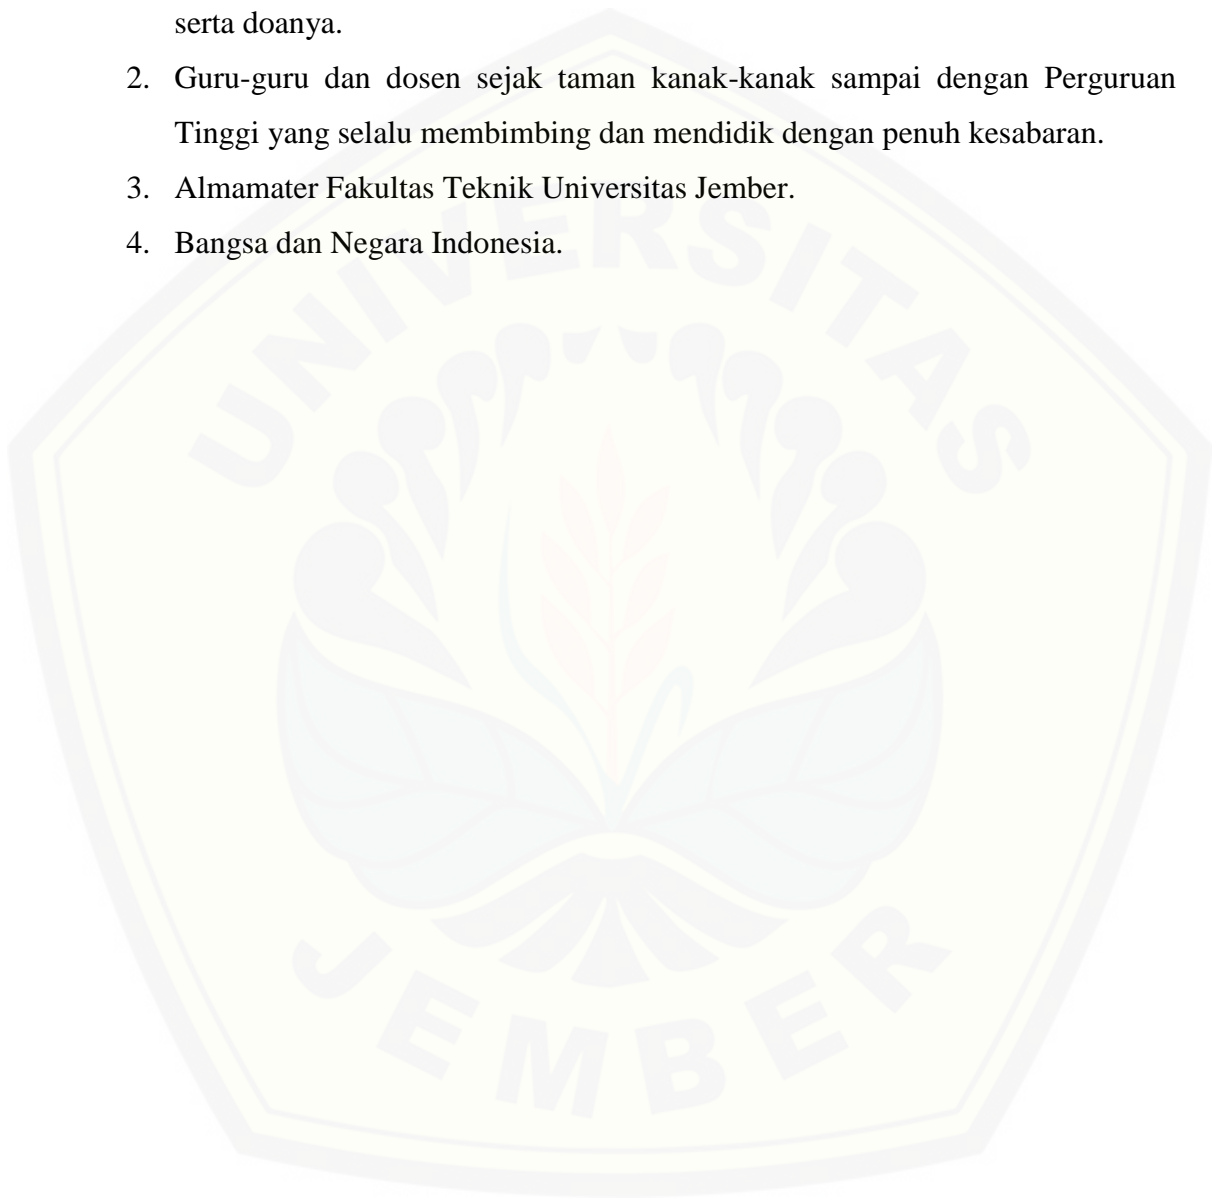 serta doanya.
2. Guru-guru dan dosen sejak taman kanak-kanak sampai dengan Perguruan
Tinggi yang selalu membimbing dan mendidik dengan penuh kesabaran.
3. Almamater Fakultas Teknik Universitas Jember.
4. Bangsa dan Negara Indonesia.
UNIVERSITAS
JEMBER